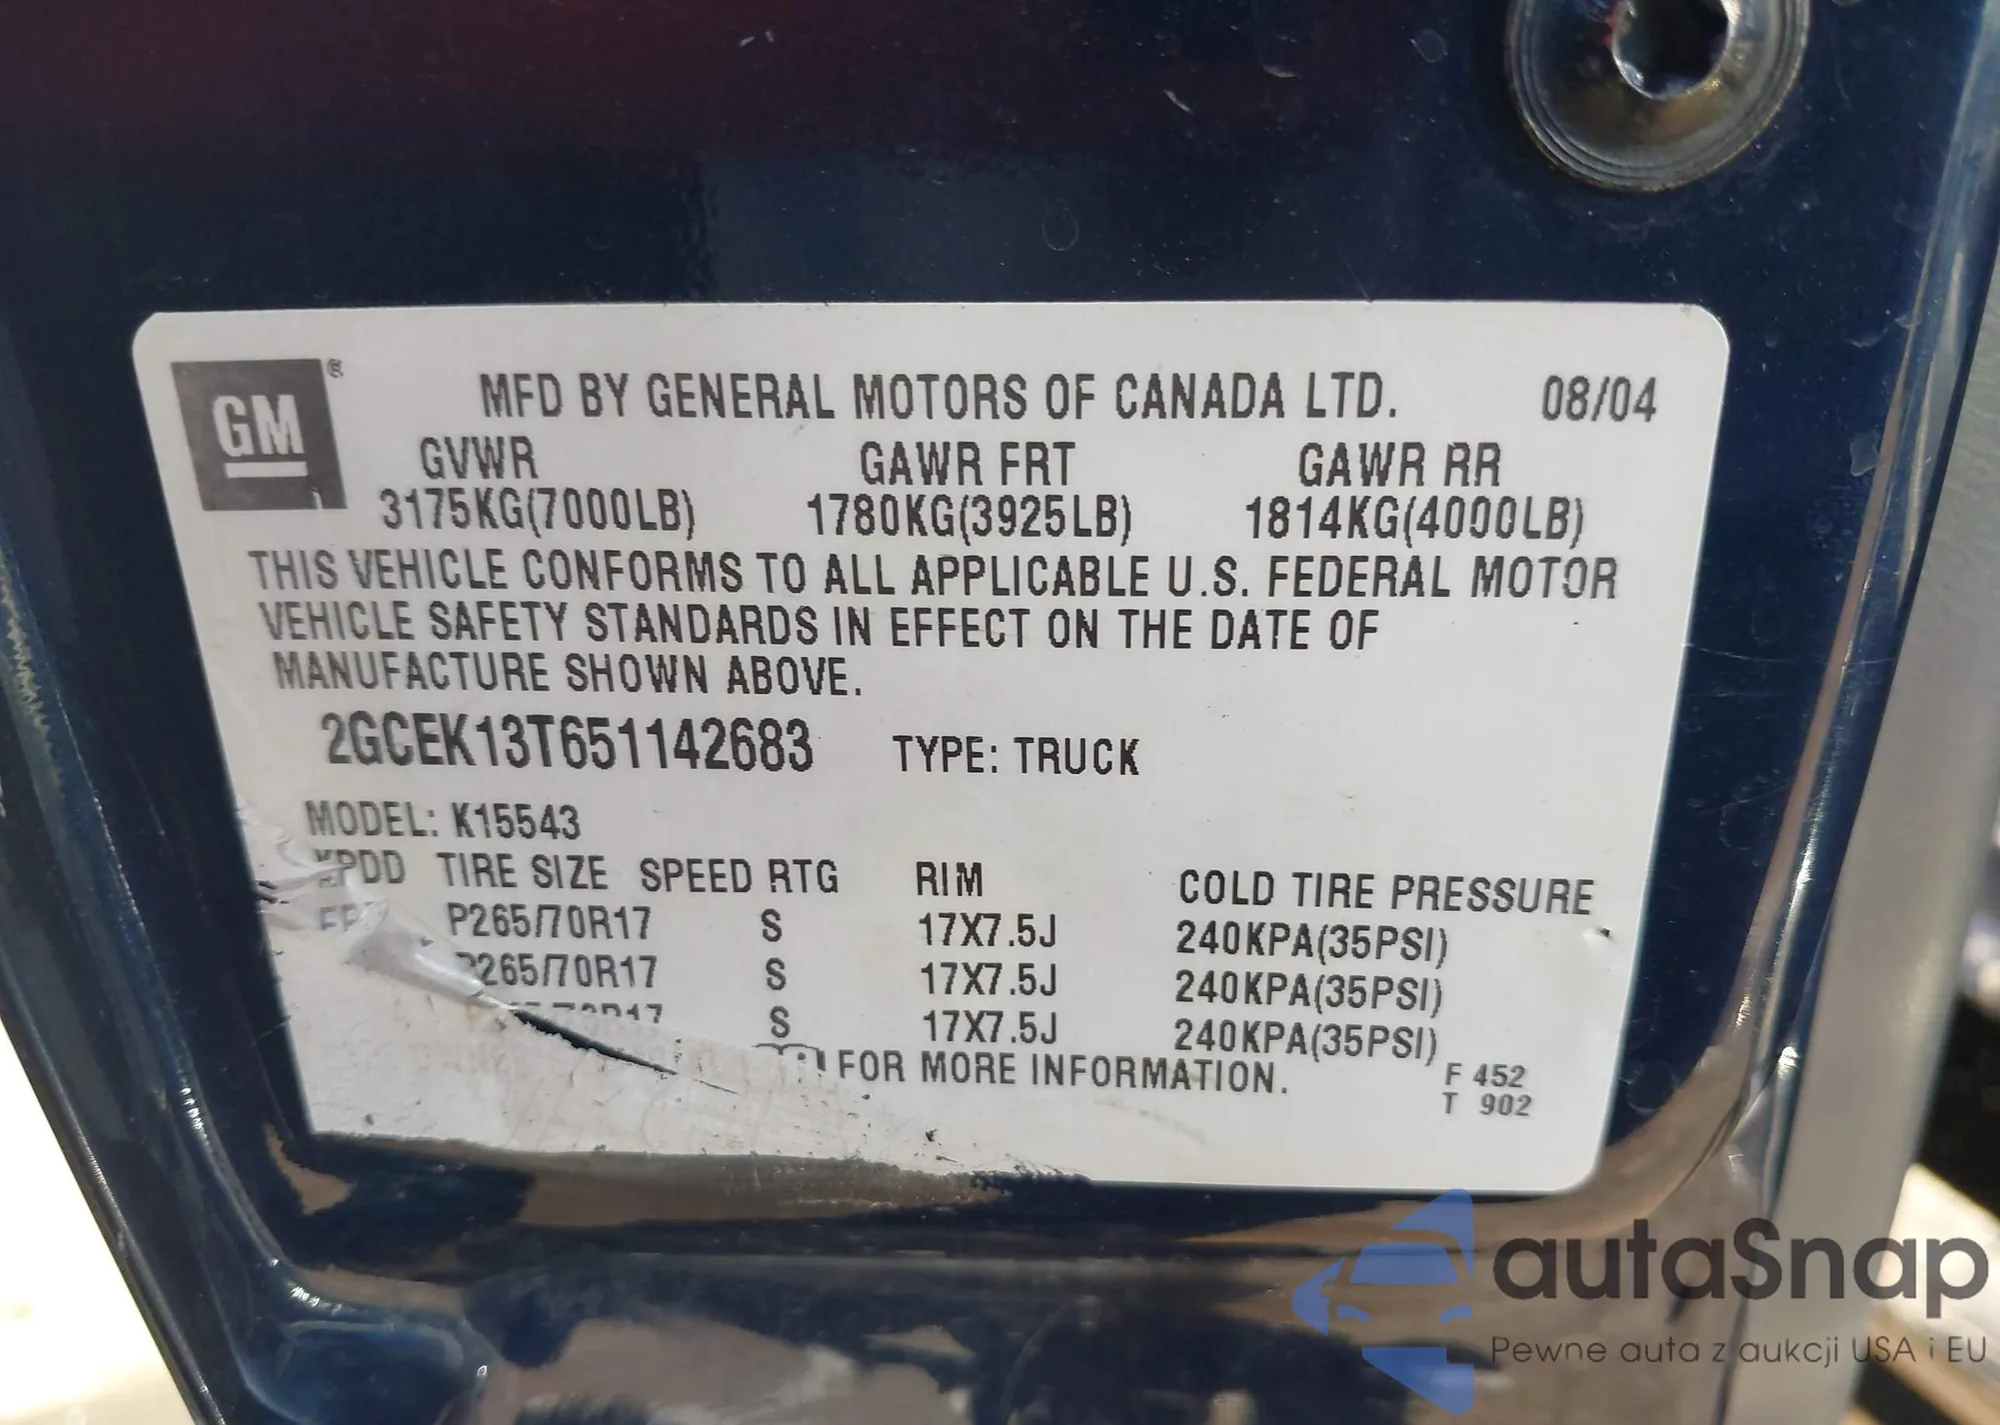 GM ®
MFD BY GENERAL MOTORS OF CANADA LTD. 08/04
GVWR GAWR FRT GAWR RR
3175KG(7000LB) 1780KG(3925LB) 1814KG(4000LB)
THIS VEHICLE CONFORMS TO ALL APPLICABLE U.S. FEDERAL MOTOR
VEHICLE SAFETY STANDARDS IN EFFECT ON THE DATE OF
MANUFACTURE SHOWN ABOVE.
2GCEK13T651142683 TYPE: TRUCK
MODEL: K15543
TIRE SIZE SPEED RTG RIM COLD TIRE PRESSURE
P265/70R17 S 17X7.5J 240KPA(35PSI)
P265/70R17 S 17X7.5J 240KPA(35PSI)
S 17X7.5J 240KPA(35PSI)
FOR MORE INFORMATION.
F 452
T 902
autaSnap
Pewne auta z aukcji USA i EU